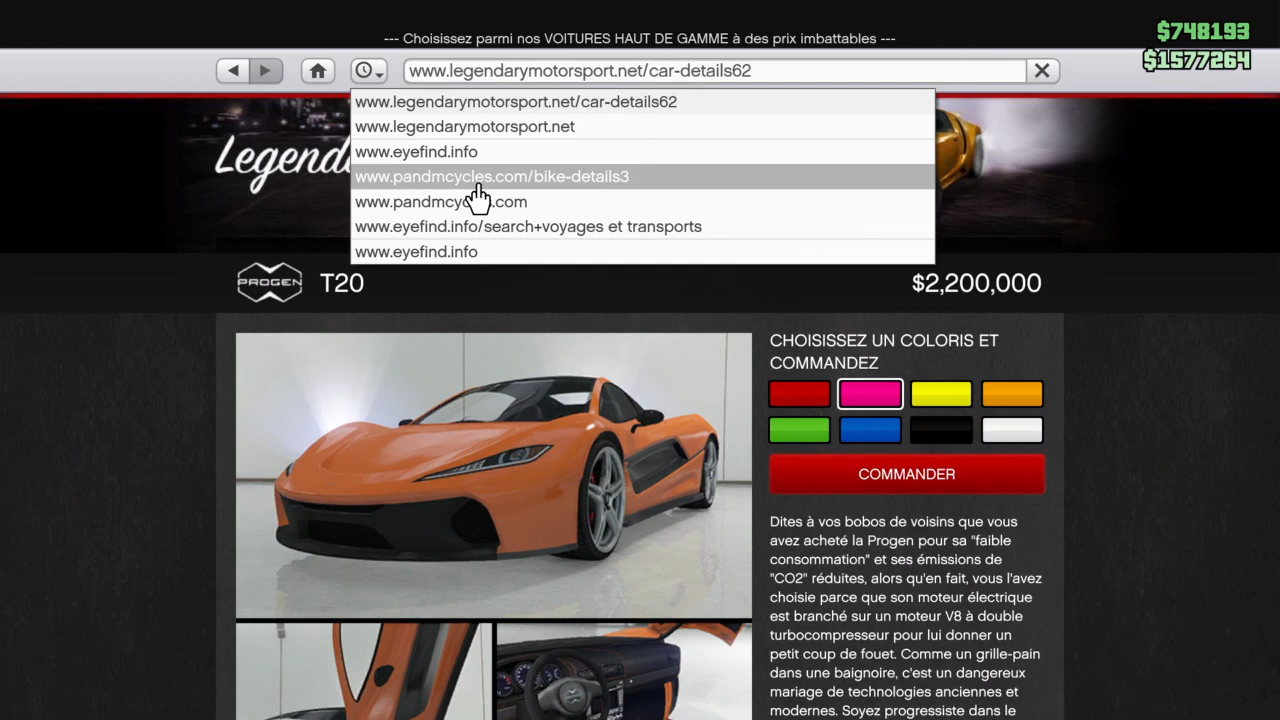 --- Choisissez parmi nos VOITURES HAUT DE GAMME à des prix imbattables ---
$748193
$1577264
www.legendarymotorsport.net/car-details62
www.legendarymotorsport.net/car-details62
www.legendarymotorsport.net
www.eyefind.info
www.pandmcycles.com/bike-details3
www.pandmcycles.com
www.eyefind.info/search+voyages et transports
www.eyefind.info
Legenda
PROGEN
T20
$2,200,000
CHOISISSEZ UN COLORIS ET
COMMANDEZ
COMMANDER
Dites à vos bobos de voisins que vous
avez acheté la Progen pour sa "faible
consommation" et ses émissions de
"CO2" réduites, alors qu'en fait, vous l'avez
choisie parce que son moteur électrique
est branché sur un moteur V8 à double
turbocompresseur pour lui donner un
petit coup de fouet. Comme un grille-pain
dans une baignoire, c'est un dangereux
mariage de technologies anciennes et
modernes. Soyez progressiste dans le